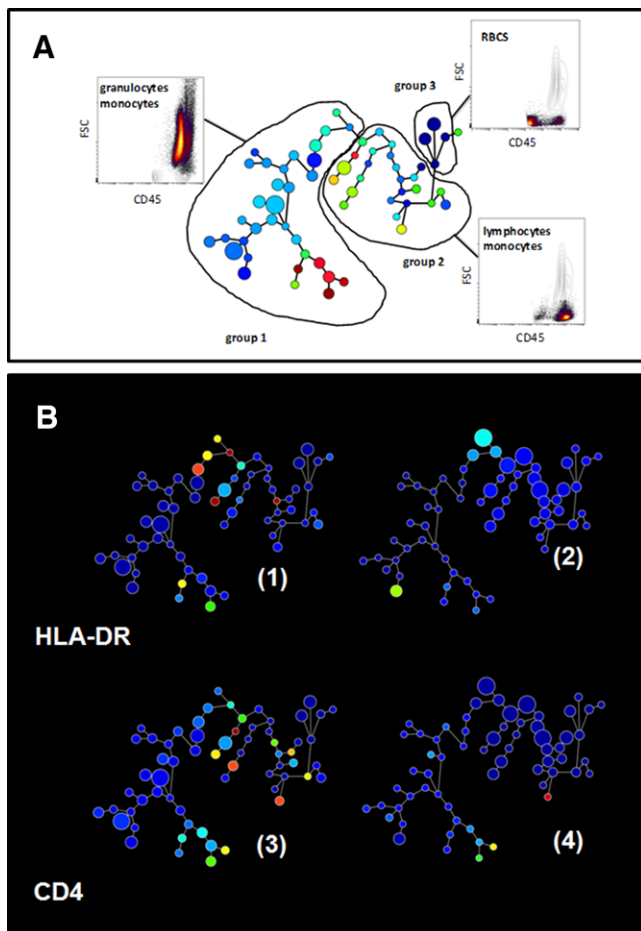 A
granulocytes
monocytes
FSC
CD45
group 1
group 2
group 3
RBCS
FSC
CD45
lymphocytes
monocytes
FSC
CD45
B
(1)
(2)
HLA-DR
(3)
(4)
CD4